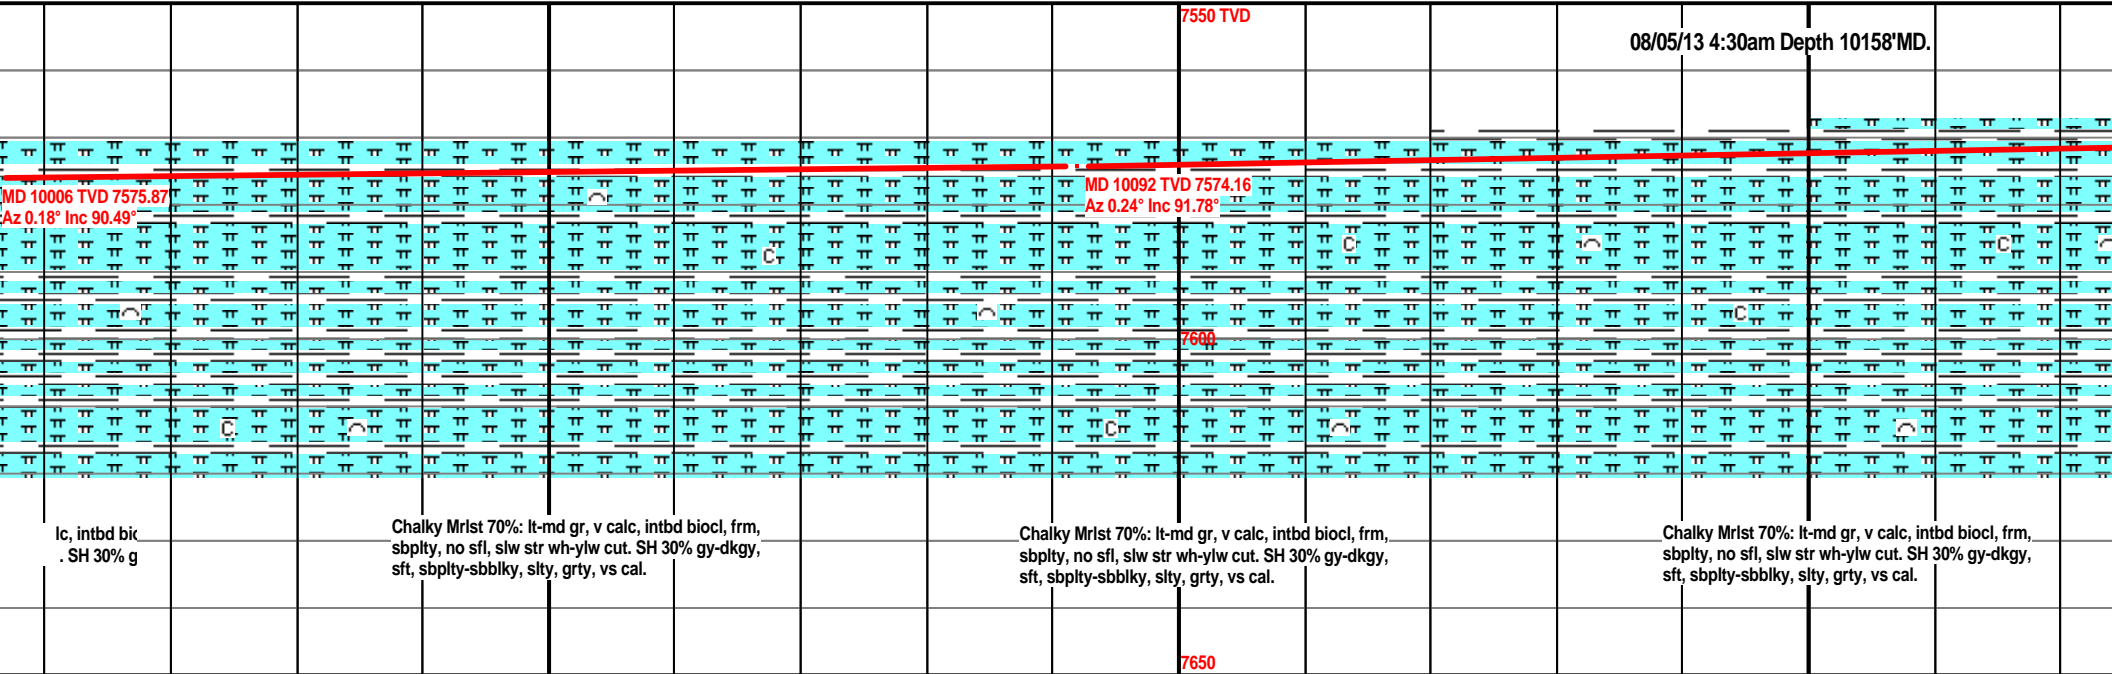 7550 TVD
08/05/13 4:30am Depth 10158'MD.
MD 10006 TVD 7575.87
Az 0.18° Inc 90.49°
MD 10092 TVD 7574.16
Az 0.24° Inc 91.78°
C
C
C
7600
C
C
C
lc, intbd bio
. SH 30% g
Chalky Mrlst 70%: lt-md gr, v calc, intbd biocl, frm,
sbplty, no sfl, slw str wh-ylw cut. SH 30% gy-dkgy,
sft, sbplty-sbblky, slty, grty, vs cal.
Chalky Mrlst 70%: lt-md gr, v calc, intbd biocl, frm,
sbplty, no sfl, slw str wh-ylw cut. SH 30% gy-dkgy,
sft, sbplty-sbblky, slty, grty, vs cal.
Chalky Mrlst 70%: lt-md gr, v calc, intbd biocl, frm,
sbplty, no sfl, slw str wh-ylw cut. SH 30% gy-dkgy,
sft, sbplty-sbblky, slty, grty, vs cal.
7650